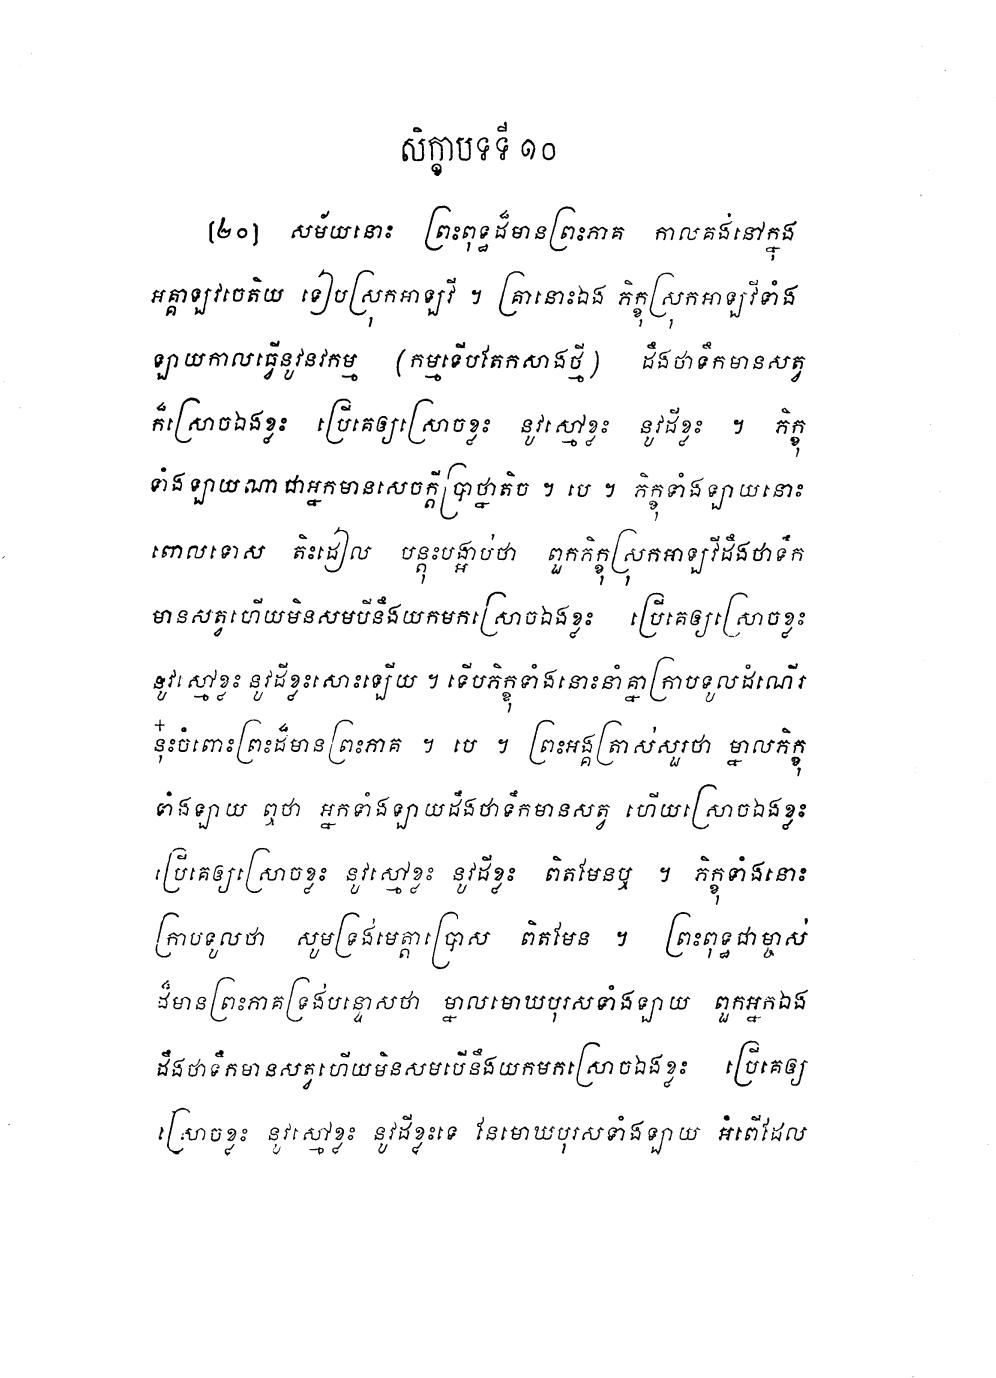 សិក្ខាបទទី ១០
[២០] សម័យនោះ ព្រះពុទ្ធដ៏មានព្រះភាគ កាលគង់នៅក្នុង
អគ្គាឡវចេតិយ ទៀបស្រុកអាឡវី ។ គ្រានោះឯង ភិក្ខុស្រុកអាឡវីទាំង
ឡាយកាលធ្វើនូវនវកម្ម (កម្មទើបតែកសាងថ្មី) ដឹងថាទឹកមានសត្វ
ក៏ស្រោចឯងខ្លះ ប្រើគេឲ្យស្រោចខ្លះ នូវស្មៅខ្លះ នូវដីខ្លះ ។ ភិក្ខុ
ទាំងឡាយណាជាអ្នកមានសេចក្តីប្រាថ្នាតិច ។ បេ ។ ភិក្ខុទាំងឡាយនោះ
ពោលទោស តិះដៀល បន្តុះបង្អាប់ថា ពួកភិក្ខុស្រុកអាឡវីដឹងថាទឹក
មានសត្វហើយមិនសមបីនឹងយកមកស្រោចឯងខ្លះ ប្រើគេឲ្យស្រោចខ្លះ
នូវស្មៅខ្លះ នូវដីខ្លះសោះឡើយ ។ ទើបភិក្ខុទាំងនោះនាំគ្នាក្រាបទូលដំណើរ
នុ៎ះចំពោះព្រះដ៏មានព្រះភាគ ។ បេ ។ ព្រះអង្គត្រាស់សួរថា ម្នាលភិក្ខុ
ទាំងឡាយ ឮថា អ្នកទាំងឡាយដឹងថាទឹកមានសត្វ ហើយស្រោចឯងខ្លះ
ប្រើគេឲ្យស្រោចខ្លះ នូវស្មៅខ្លះ នូវដីខ្លះ ពិតមែនឬ ។ ភិក្ខុទាំងនោះ
ក្រាបទូលថា សូមទ្រង់មេត្តាប្រោស ពិតមែន ។ ព្រះពុទ្ធជាម្ចាស់
ដ៏មានព្រះភាគទ្រង់បន្ទោសថា ម្នាលមោឃបុរសទាំងឡាយ ពួកអ្នកឯង
ដឹងថាទឹកមានសត្វហើយមិនសមបើនឹងយកមកស្រោចឯងខ្លះ ប្រើគេឲ្យ
ស្រោចខ្លះ នូវស្មៅខ្លះ នូវដីខ្លះទេ នែមោឃបុរសទាំងឡាយ អំពើដែល